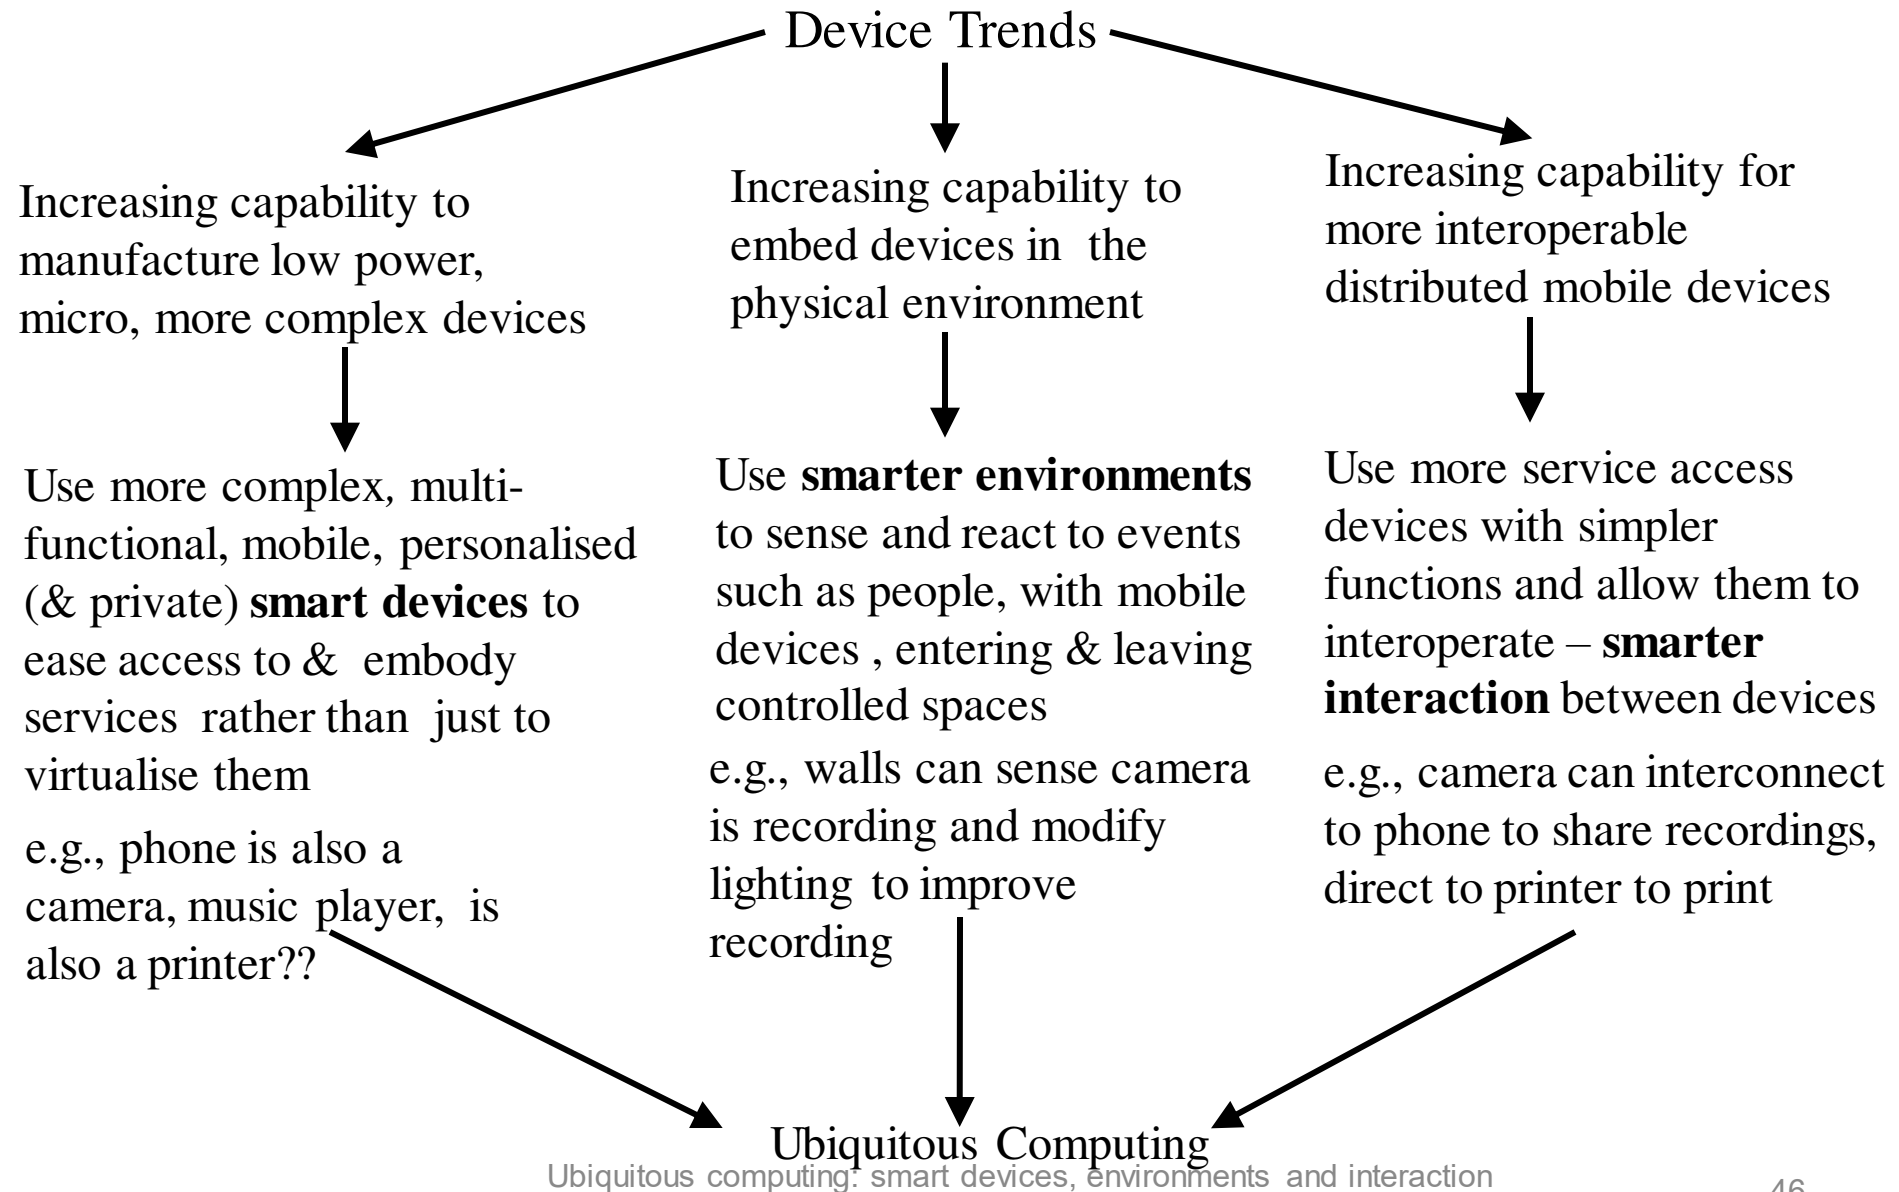 Device Trends
Increasing capability to
manufacture low power,
micro, more complex devices
Use more complex, multi-
functional, mobile, personalised
(& private) smart devices to
ease access to & embody
services rather than just to
virtualise them
e.g., phone is also a
camera, music player, is
also a printer??
Increasing capability to
embed devices in the
physical environment
Use smarter environments
to sense and react to events
such as people, with mobile
devices , entering & leaving
controlled spaces
e.g., walls can sense camera
is recording and modify
lighting to improve
recording
Increasing capability for
more interoperable
distributed mobile devices
Use more service access
devices with simpler
functions and allow them to
interoperate – smarter
interaction between devices
e.g., camera can interconnect
to phone to share recordings,
direct to printer to print
Ubiquitous Computing
Ubiquitous computing: smart devices, environments and interaction
46